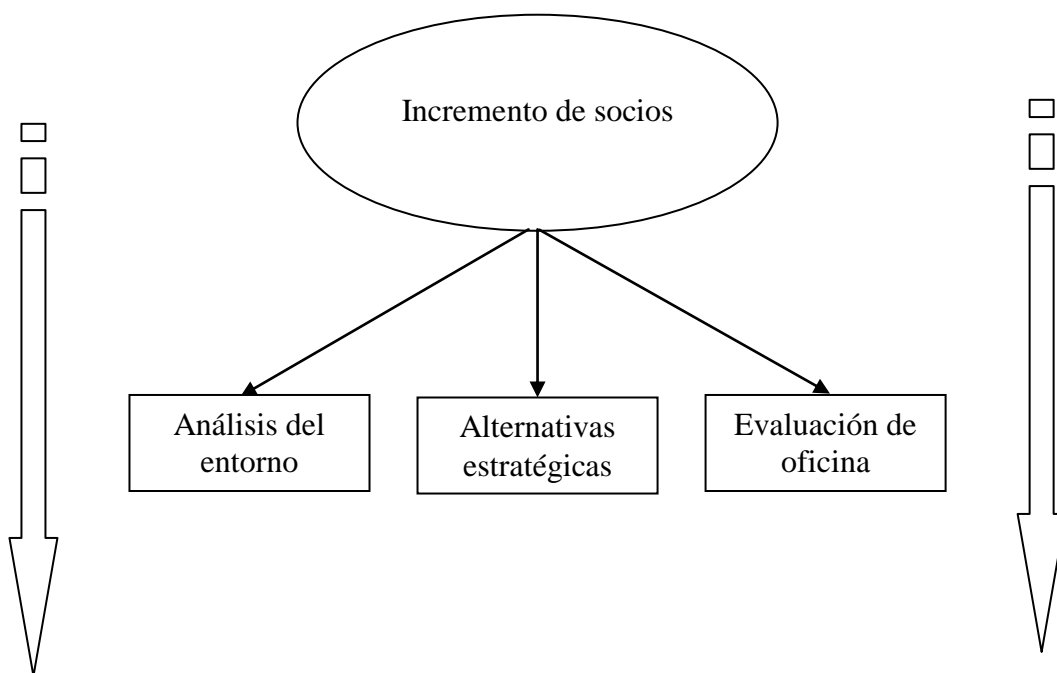 Incremento de socios
Análisis del
entorno
Alternativas
estratégicas
Evaluación de
oficina